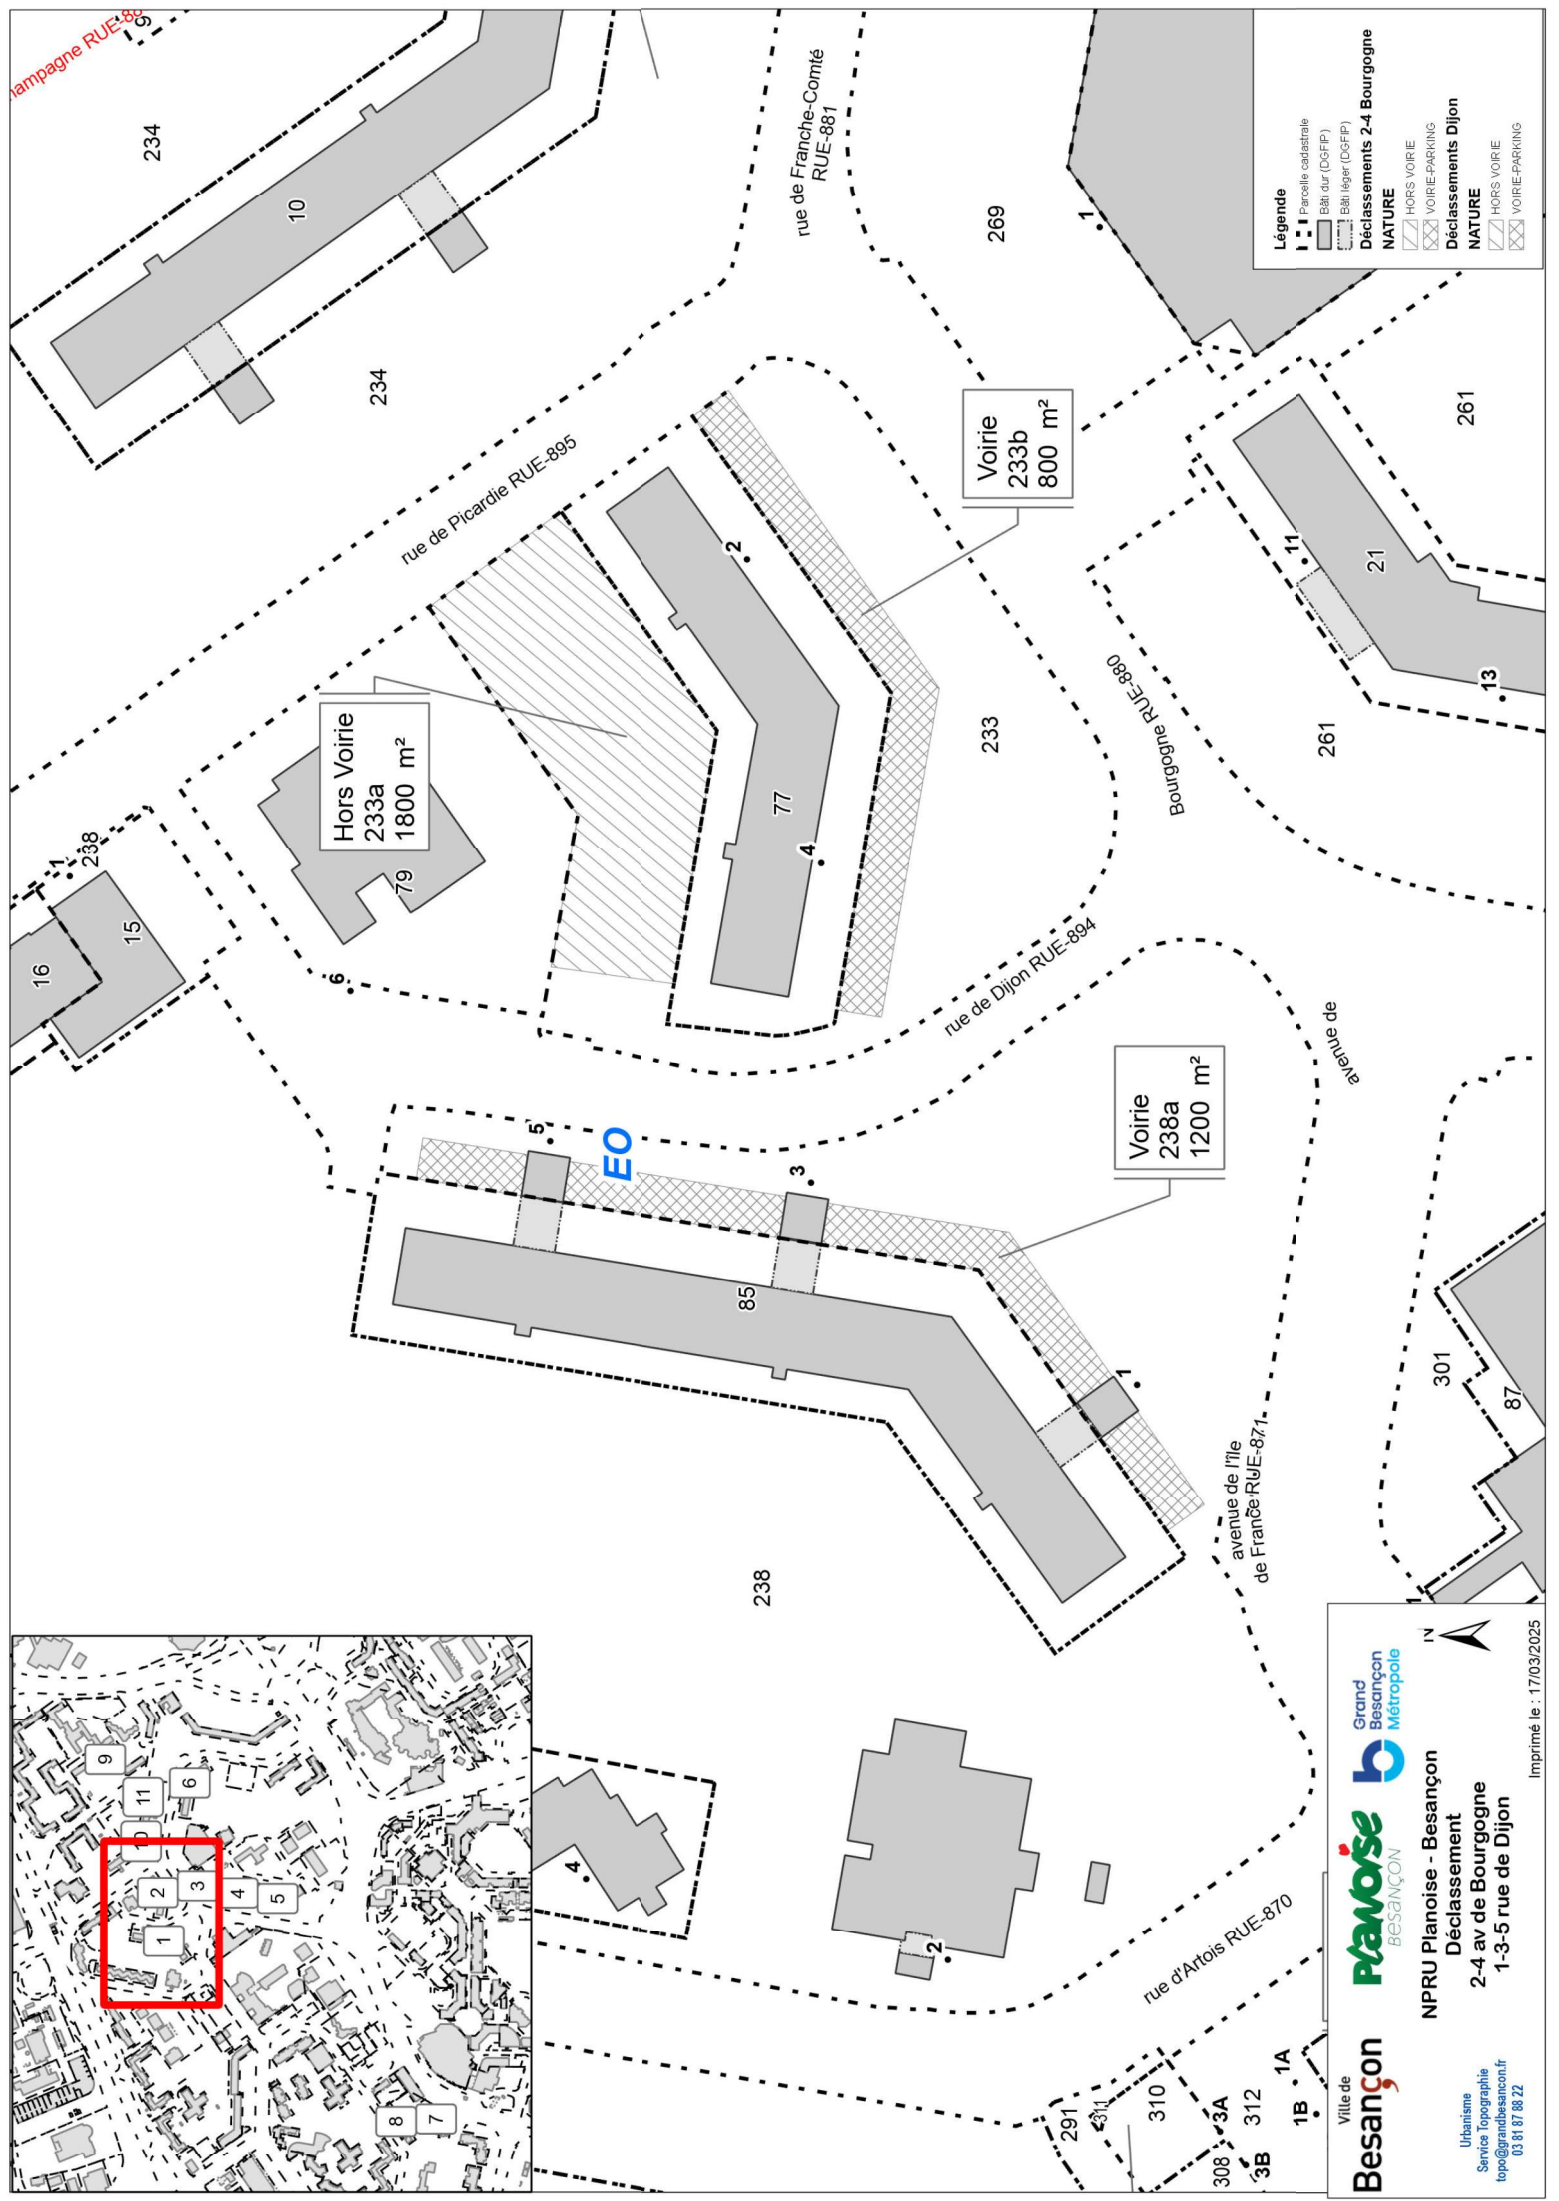 hampagne RUE-88
9
234
10
234
rue de Franche-Comté
RUE-881
269
1
Légende
Parcelle cadastrale
Bâti dur (DGFIP)
Bâti léger (DGFIP)
Déclassements 2-4 Bourgogne
NATURE
HORS VOIRIE
VOIRIE-PARKING
Déclassements Dijon
NATURE
HORS VOIRIE
VOIRIE-PARKING
rue de Picardie RUE-895
Voirie
233b
800 m²
261
11
21
13
261
2
Hors Voirie
233a
1800 m²
77
4
233
Bourgogne RUE-880
79
1
238
15
16
6
rue de Dijon RUE-894
avenue de
5
EO
3
Voirie
238a
1200 m²
85
1
301
87
1
avenue de l'île
de France RUE-871
238
4
2
rue d'Artois RUE-870
291
311
310
3A
312
308
3B
1A
1B
9
11
6
10
2
3
4
5
1
8
7
Ville de
Besançon
Planoise
BESANÇON
Grand
Besançon
Métropole
N
NPRU Planoise - Besançon
Déclassement
2-4 av de Bourgogne
1-3-5 rue de Dijon
Urbanisme
Service Topographie
topo@grandbesancon.fr
03 81 87 88 22
Imprimé le : 17/03/2025